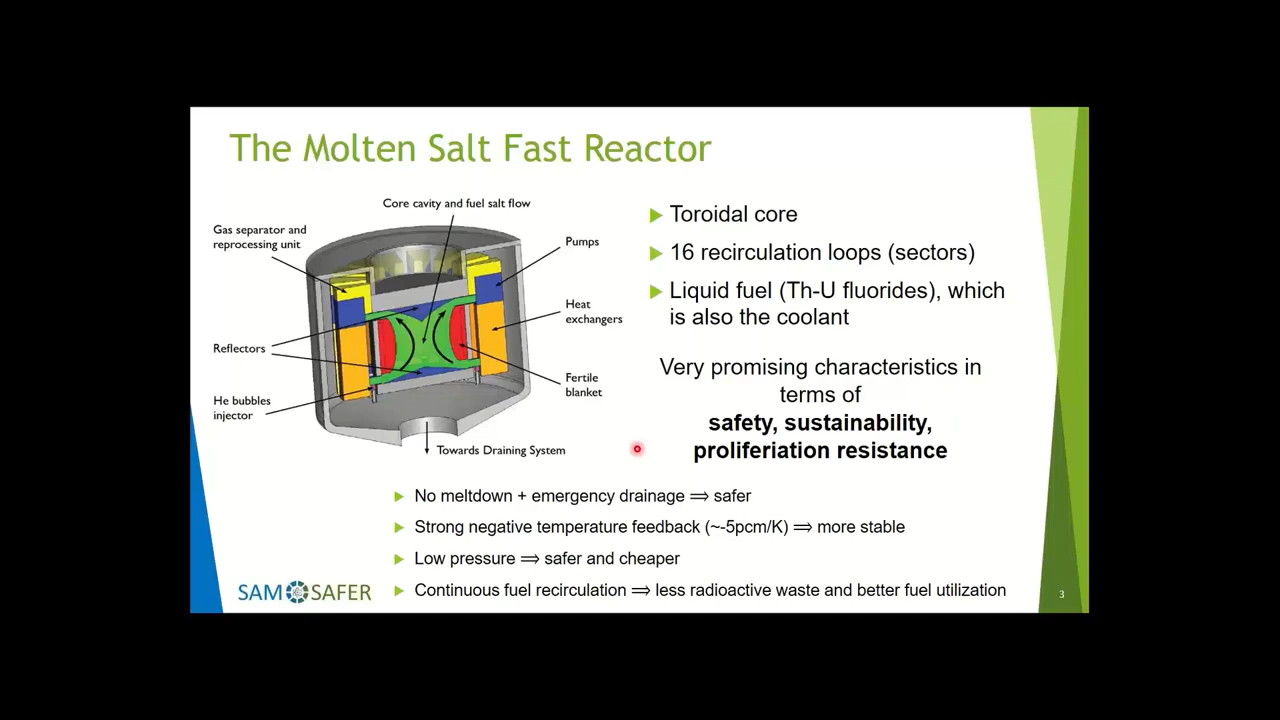 The Molten Salt Fast Reactor
Core cavity and fuel salt flow
Gas separator and
reprocessing unit
Pumps
Heat
exchangers
Reflectors
Fertile
blanket
He bubbles
injector
Towards Draining System
Toroidal core
16 recirculation loops (sectors)
Liquid fuel (Th-U fluorides), which
is also the coolant
Very promising characteristics in
terms of
safety, sustainability,
proliferiation resistance
No meltdown + emergency drainage ⟹ safer
Strong negative temperature feedback (~-5pcm/K) ⟹ more stable
Low pressure ⟹ safer and cheaper
Continuous fuel recirculation ⟹ less radioactive waste and better fuel utilization
SAM SAFER
3